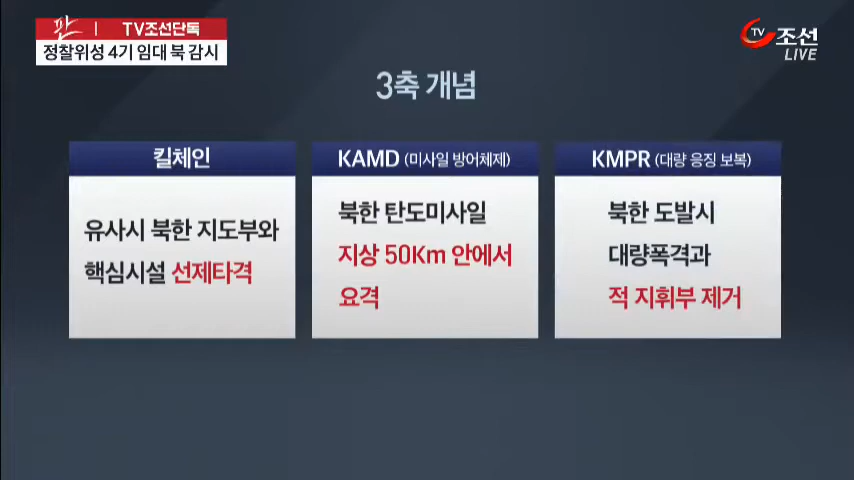 판 | TV조선단독
정찰위성 4기 임대 북 감시
TV조선
LIVE
3축 개념
킬체인
유사시 북한 지도부와
핵심시설 선제타격
KAMD (미사일 방어체제)
북한 탄도미사일
지상 50Km 안에서
요격
KMPR (대량 응징 보복)
북한 도발시
대량폭격과
적 지휘부 제거